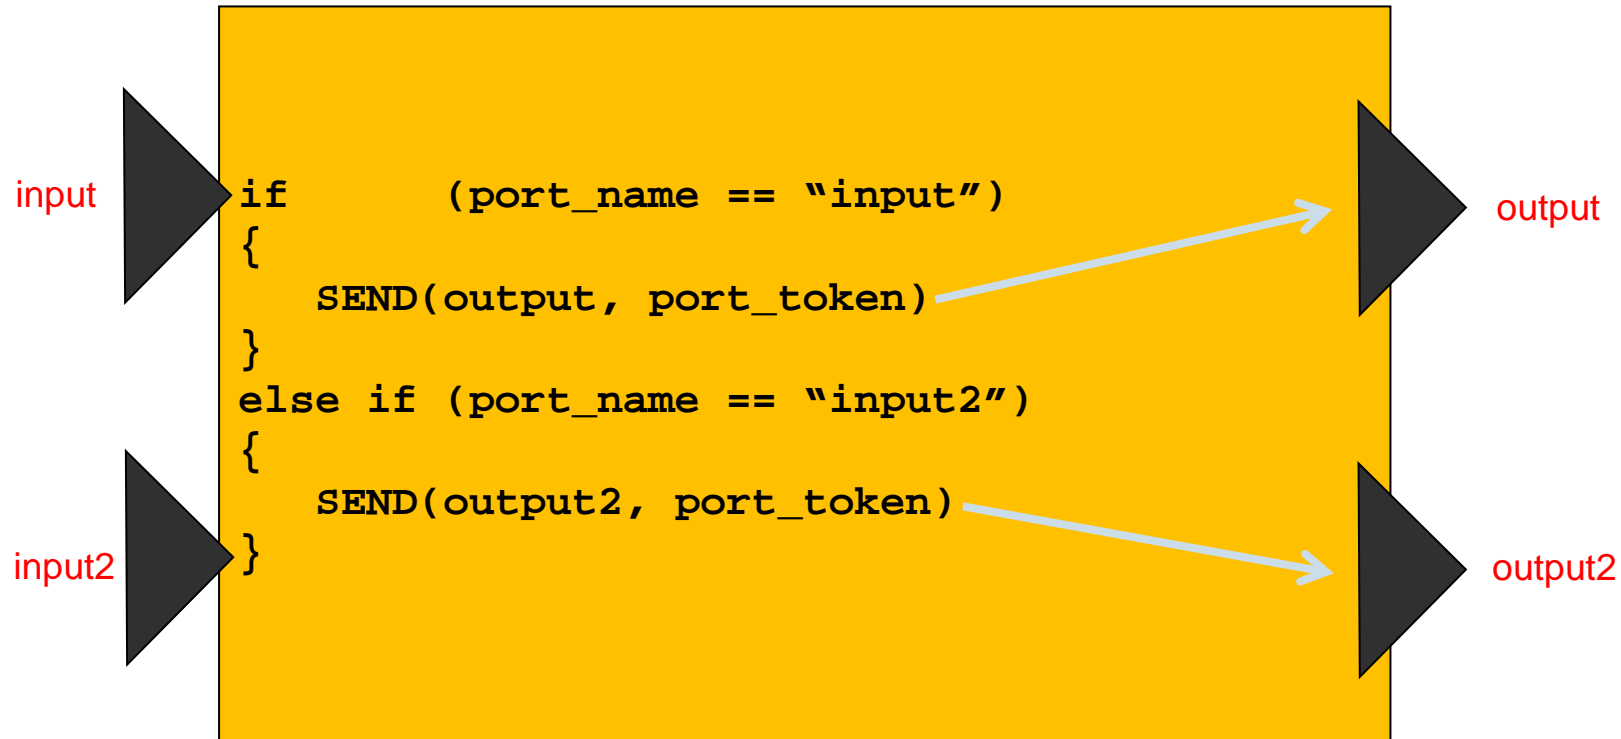 input
if      (port_name == “input”)
output
{
   SEND(output, port_token)
}
else if (port_name == “input2”)
{
   SEND(output2, port_token)
}
input2
output2